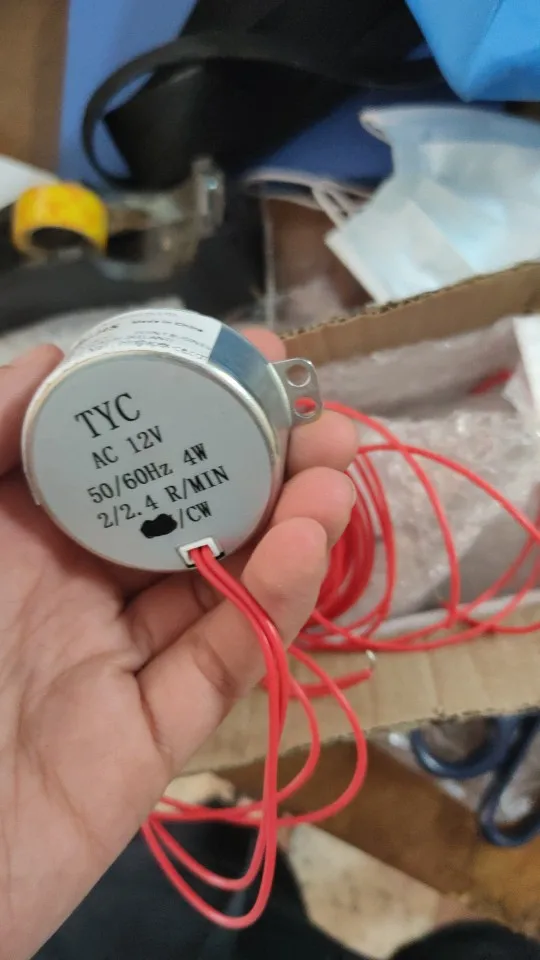 TYC
AC 12V
50/60Hz 4W
2/2.4 R/MIN
/CW